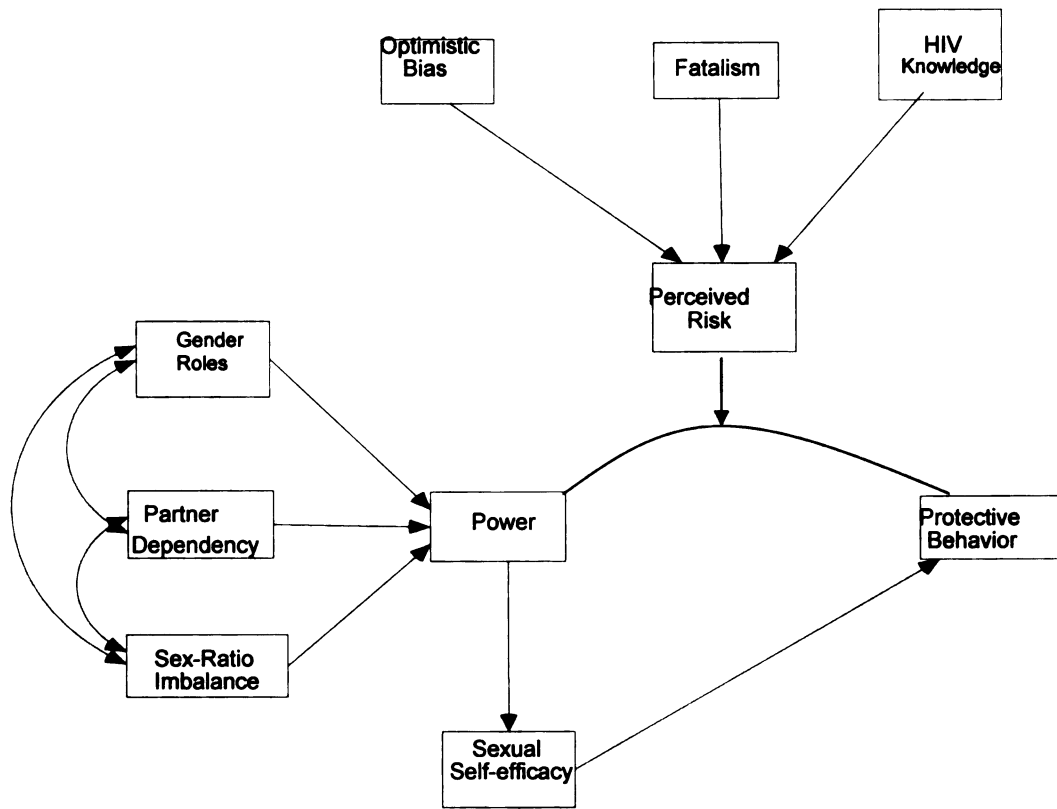 Optimistic
Bias
Fatalism
HIV
Knowledge
Perceived
Risk
Gender
Roles
Partner
Dependency
Power
Protective
Behavior
Sex-Ratio
Imbalance
Sexual
Self-efficacy